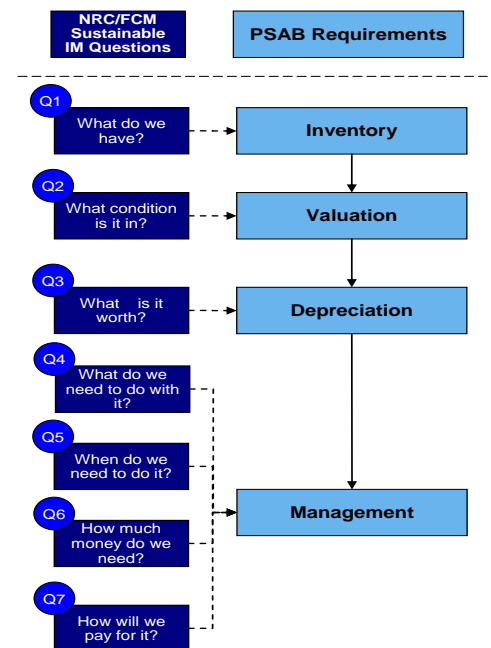 NRC/FCM
Sustainable
IM Questions
PSAB Requirements
Q1
What do we
have?
Inventory
Q2
What condition
is it in?
Valuation
Q3
What is it
worth?
Depreciation
Q4
What do we
need to do with
it?
Q5
When do we
need to do it?
Q6
How much
money do we
need?
Management
Q7
How will we
pay for it?